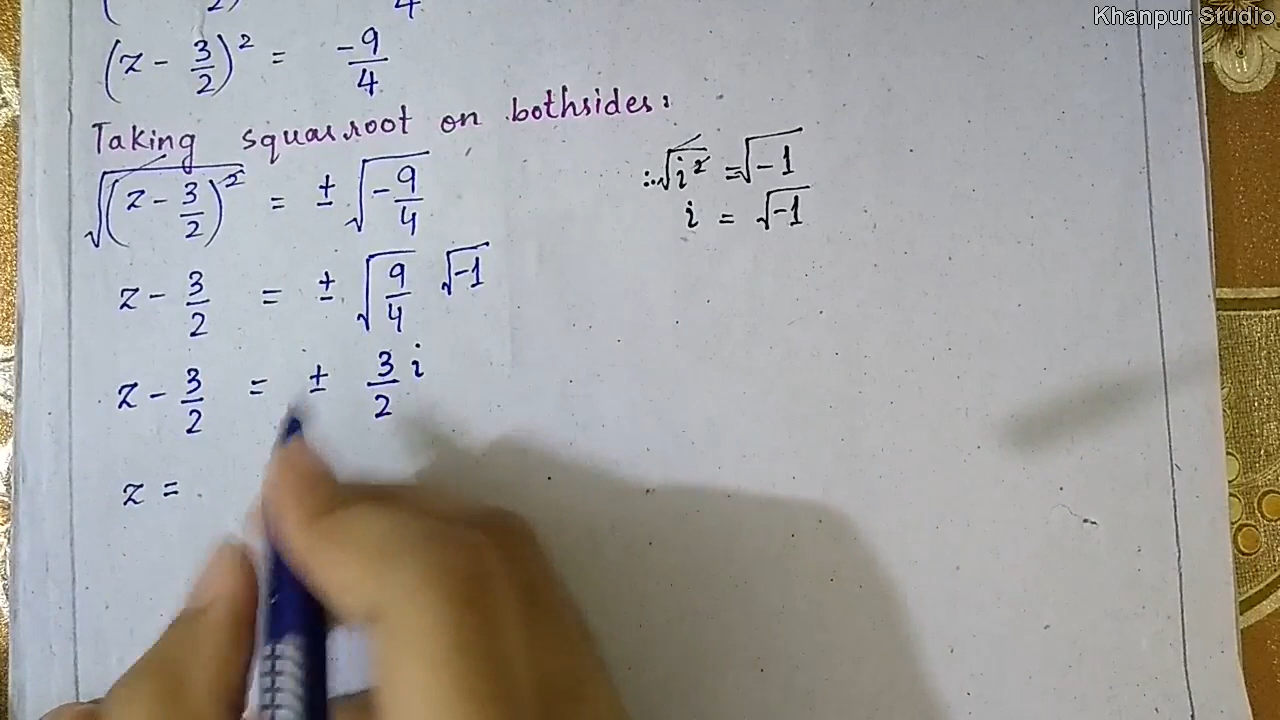 Khanpur Studio
(z - 3/2)² = -9/4
Taking squarroot on bothsides:
√(z - 3/2)² = ± √-9/4
∴ √i² = √-1
i = √-1
z - 3/2 = ± √9/4 √-1
z - 3/2 = ± 3/2 i
z =